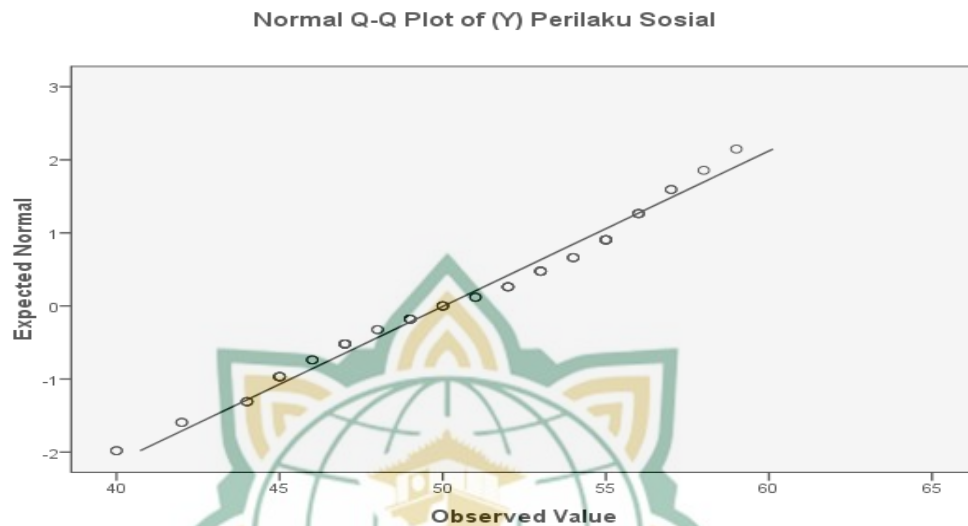 Normal Q-Q Plot of (Y) Perilaku Sosial
3
2
1
0
-1
-2
Expected Normal
40 45 50 55 60 65
Observed Value